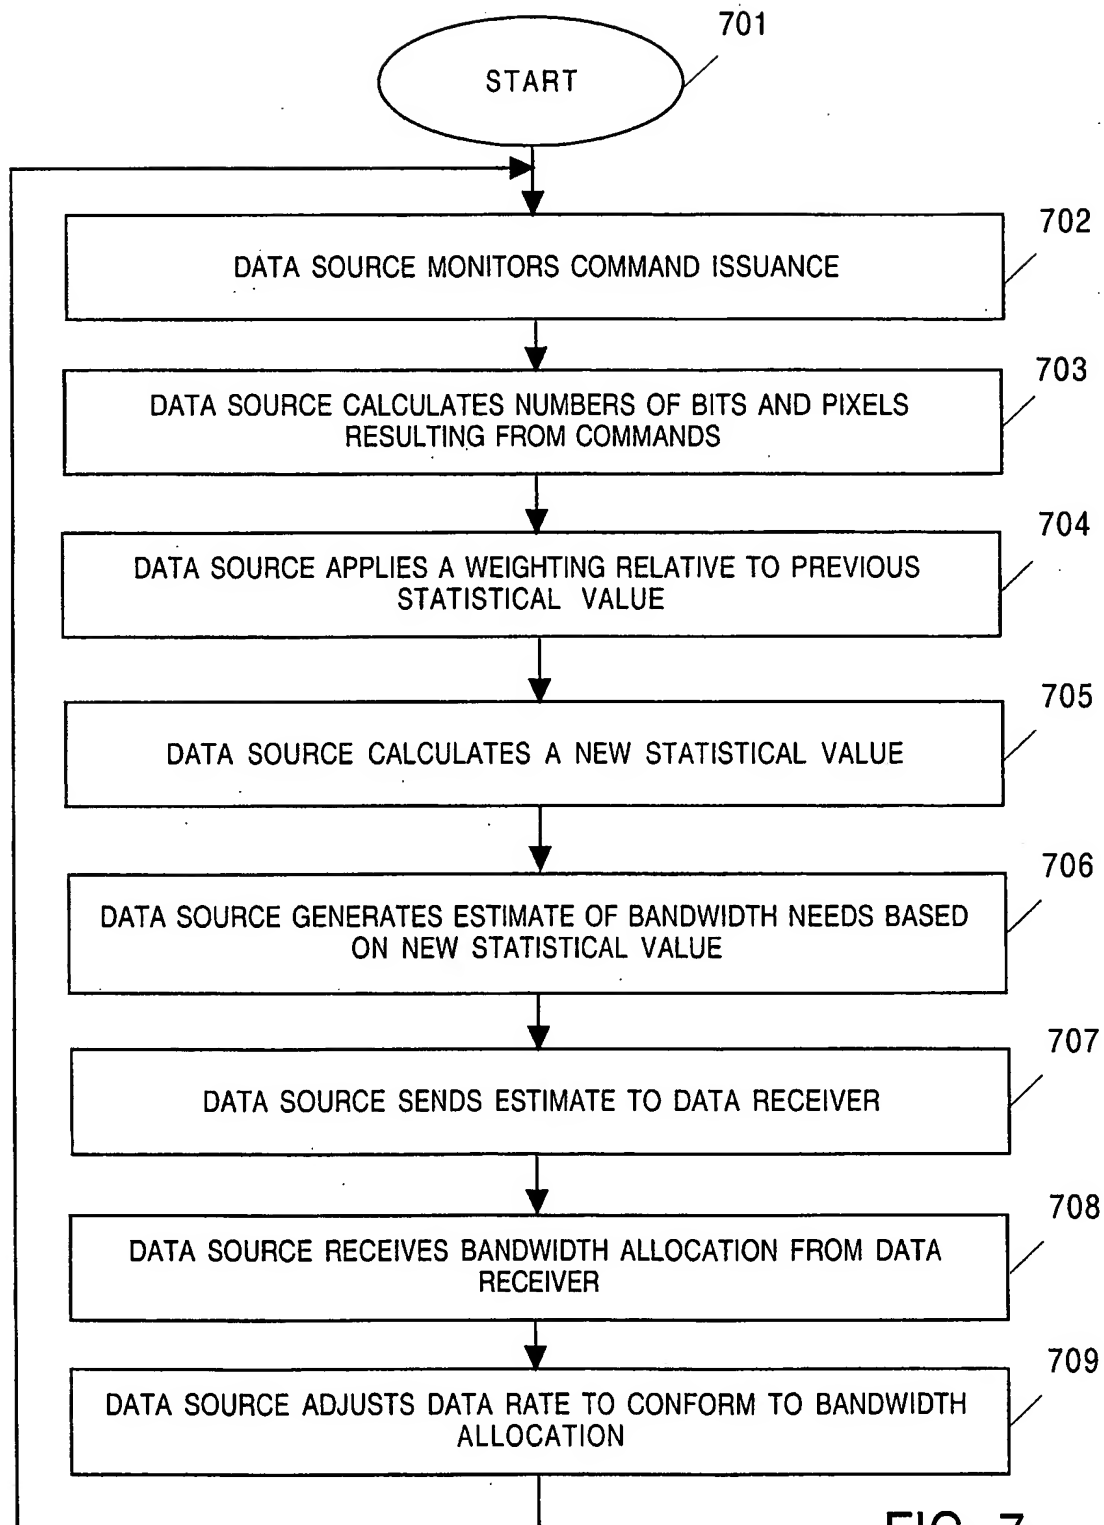 701
START
702
DATA SOURCE MONITORS COMMAND ISSUANCE
703
DATA SOURCE CALCULATES NUMBERS OF BITS AND PIXELS
RESULTING FROM COMMANDS
704
DATA SOURCE APPLIES A WEIGHTING RELATIVE TO PREVIOUS
STATISTICAL VALUE
705
DATA SOURCE CALCULATES A NEW STATISTICAL VALUE
706
DATA SOURCE GENERATES ESTIMATE OF BANDWIDTH NEEDS BASED
ON NEW STATISTICAL VALUE
707
DATA SOURCE SENDS ESTIMATE TO DATA RECEIVER
708
DATA SOURCE RECEIVES BANDWIDTH ALLOCATION FROM DATA
RECEIVER
709
DATA SOURCE ADJUSTS DATA RATE TO CONFORM TO BANDWIDTH
ALLOCATION
FIG. 7